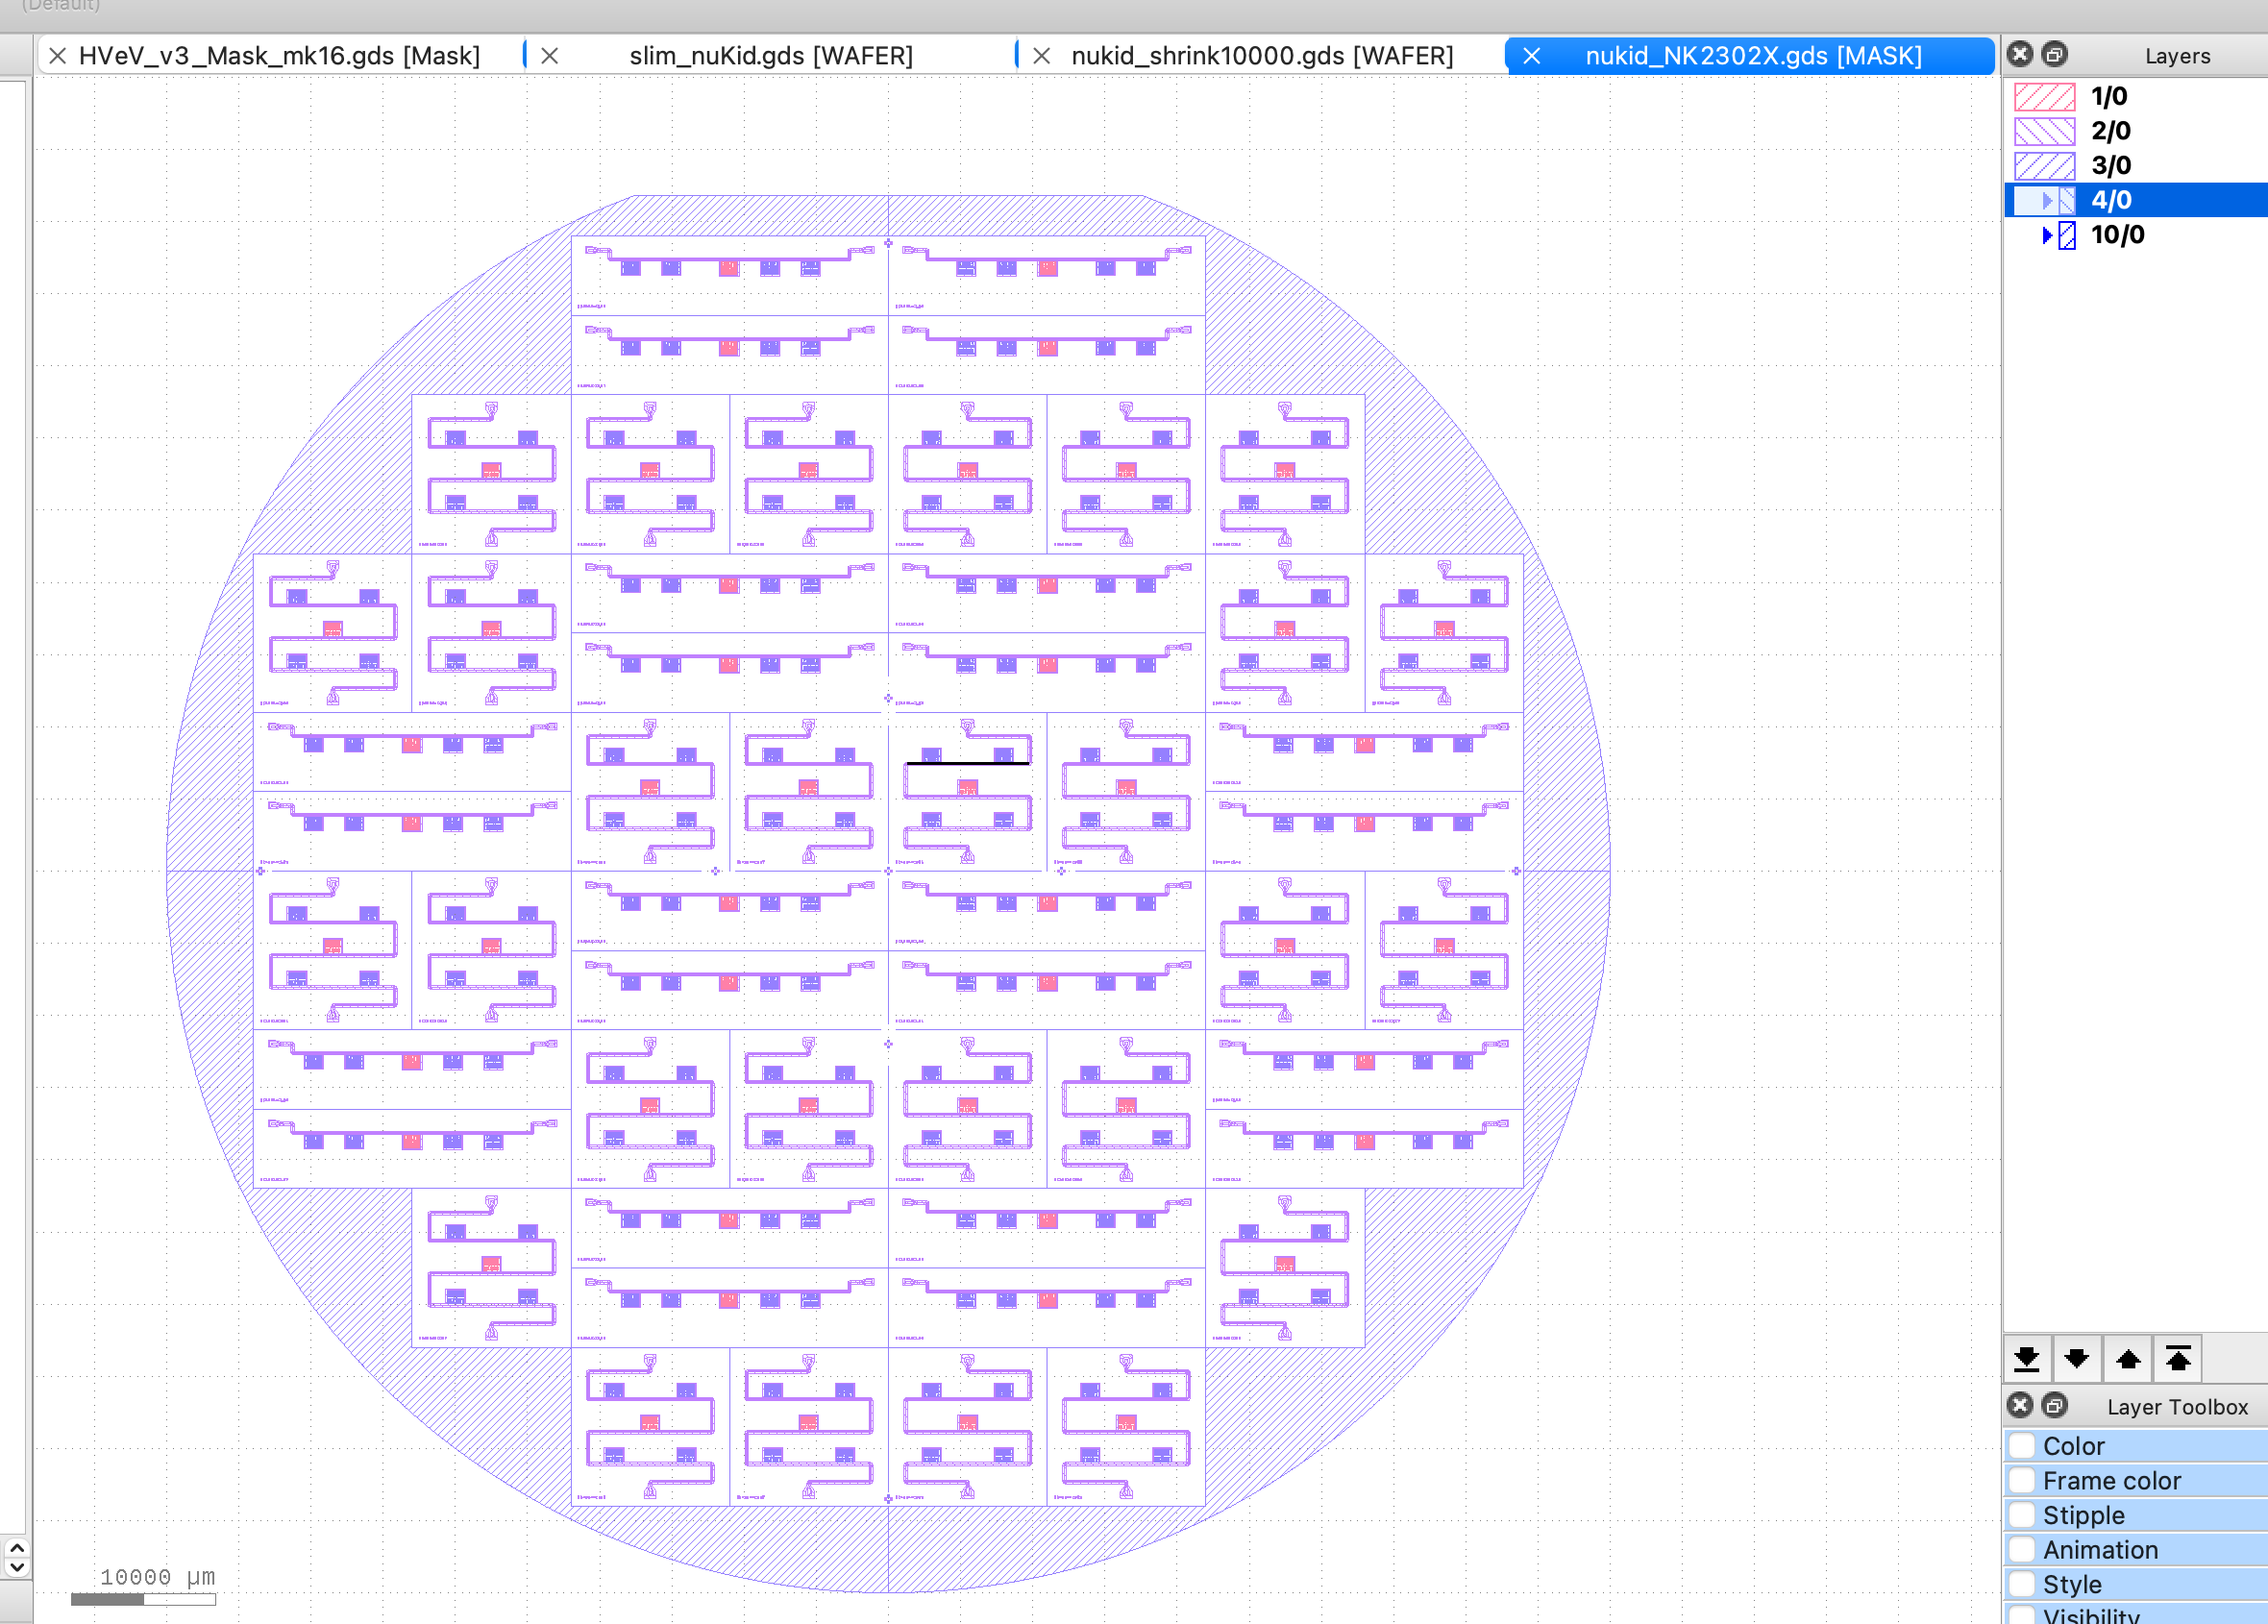 (Default)
HVeV_v3_Mask_mk16.gds [Mask]
slim_nuKid.gds [WAFER]
nukid_shrink10000.gds [WAFER]
nukid_NK2302X.gds [MASK]
Layers
1/0
2/0
3/0
4/0
10/0
Layer Toolbox
Color
Frame color
Stipple
Animation
Style
Visibility
10000 µm